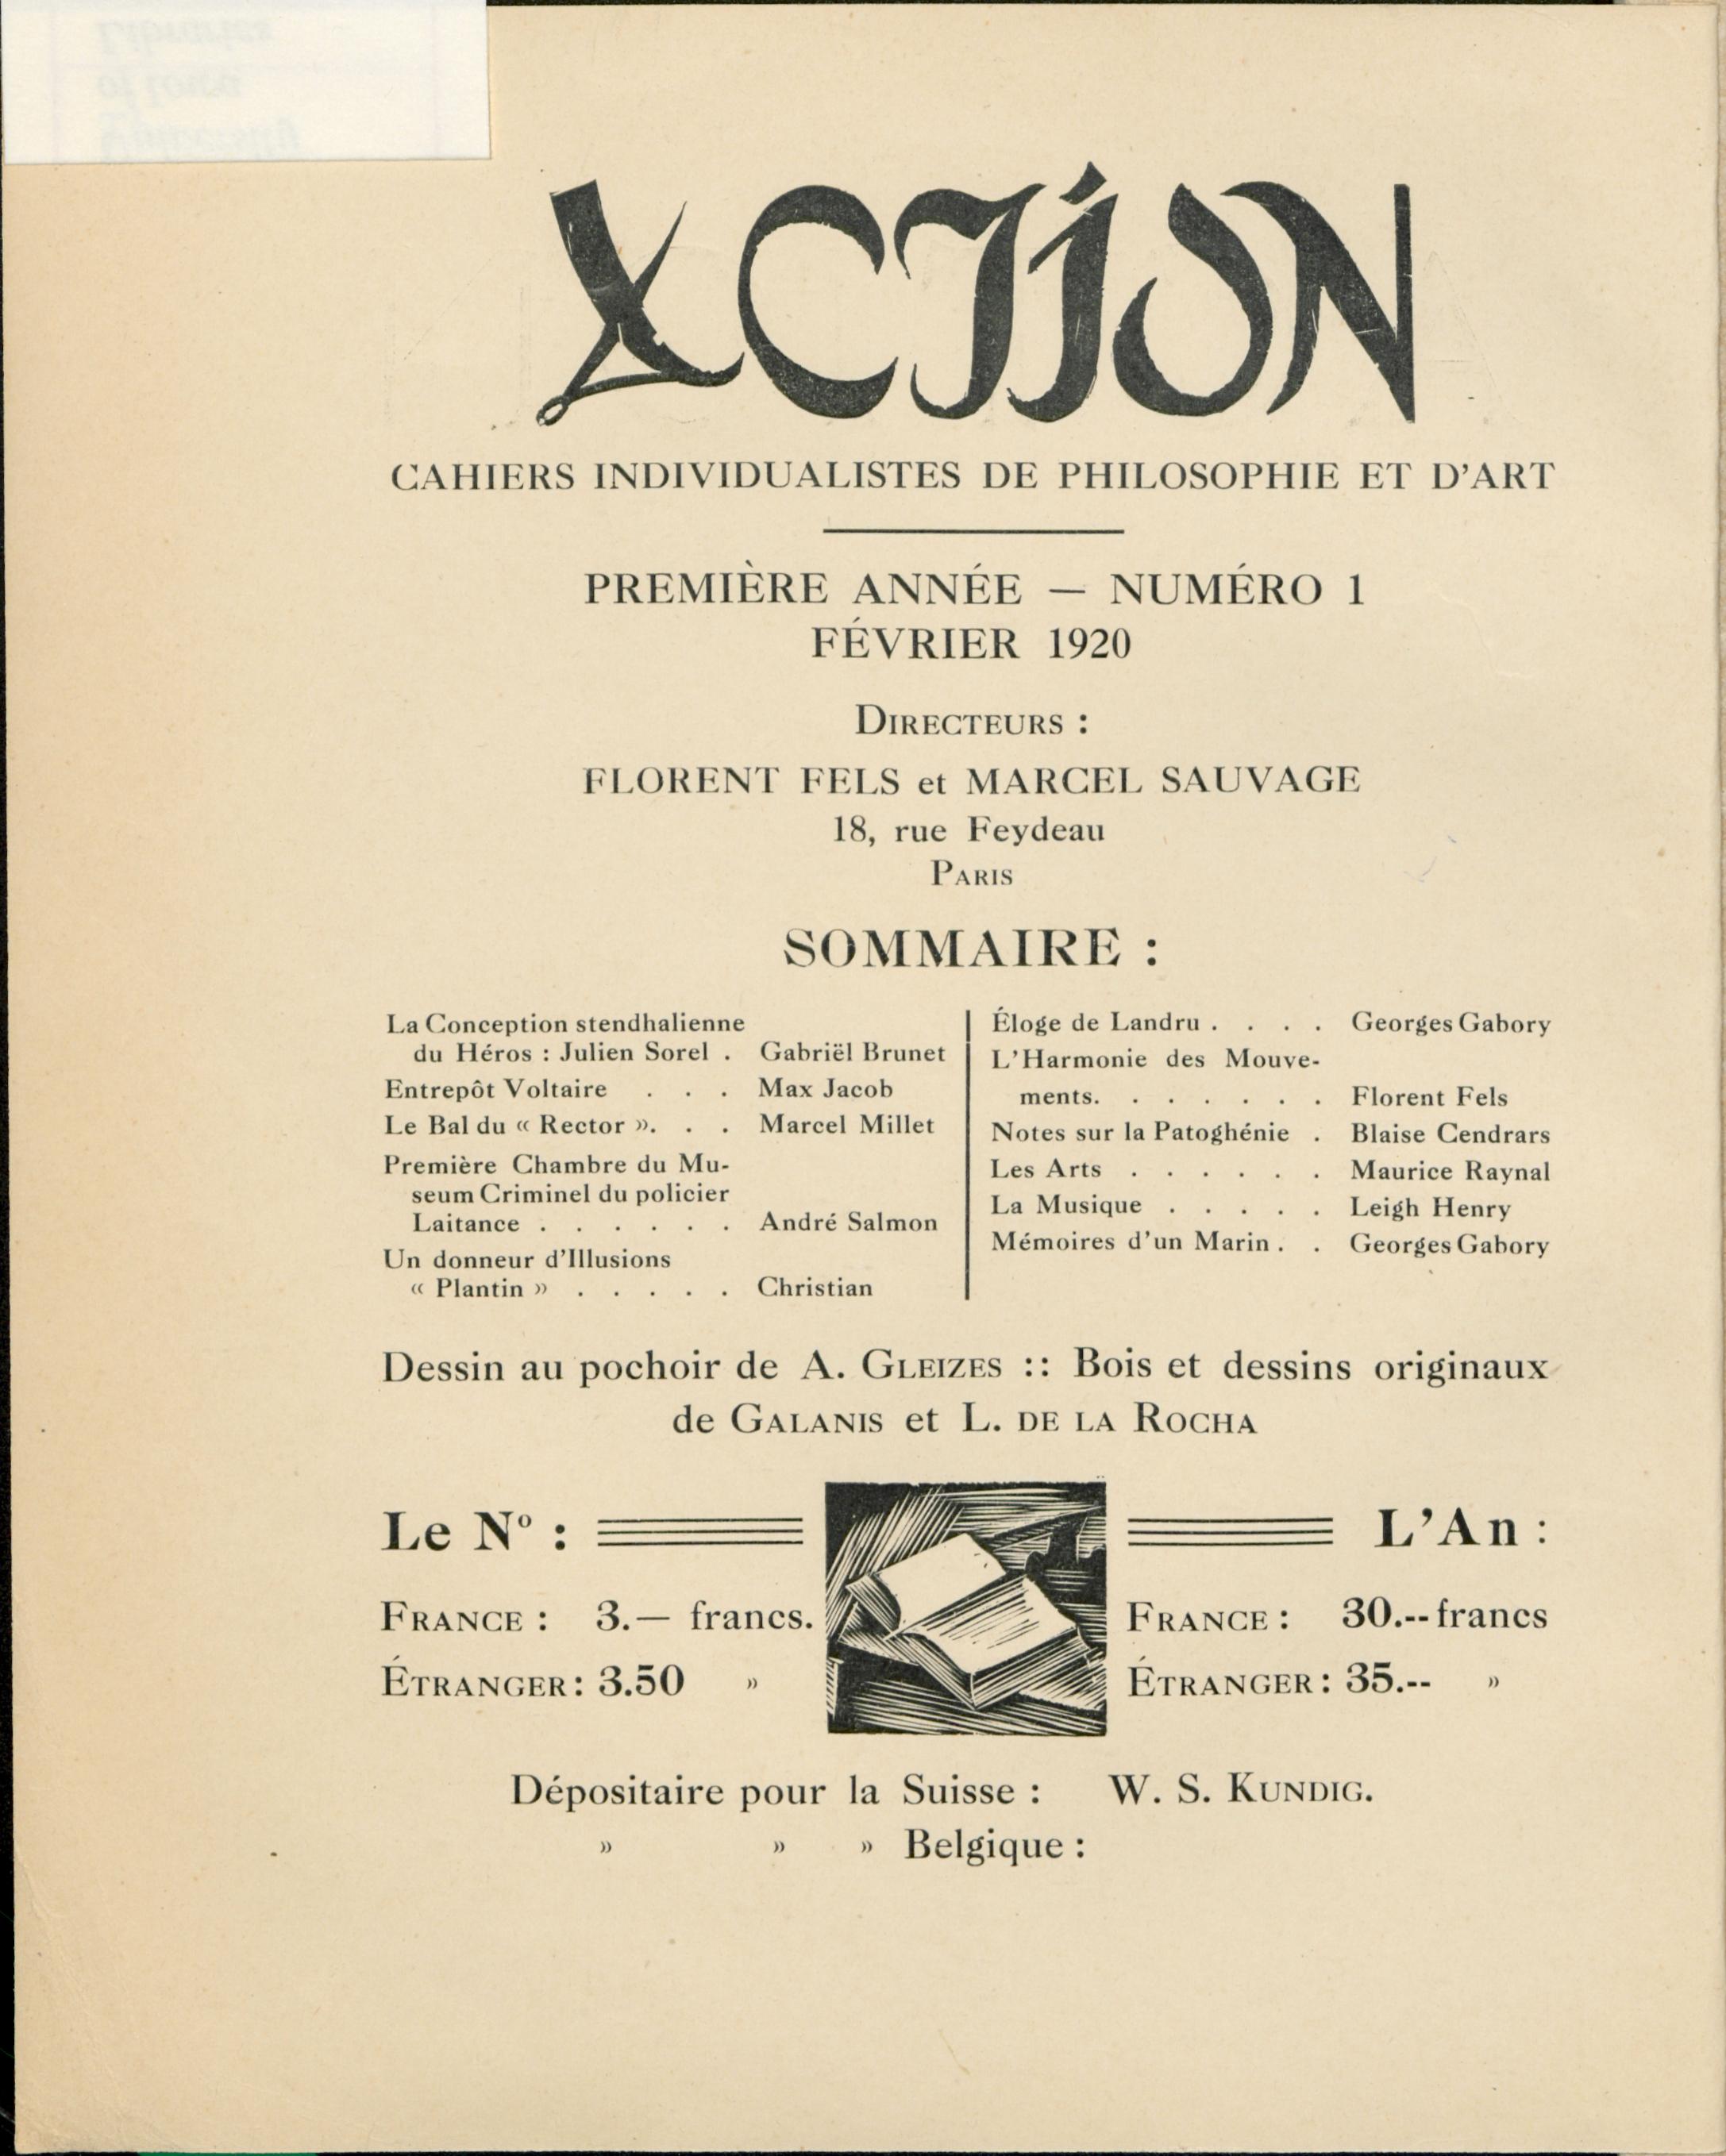 ACTION
CAHIERS INDIVIDUALISTES DE PHILOSOPHIE ET D'ART
PREMIÈRE ANNÉE — NUMÉRO 1
FÉVRIER 1920
DIRECTEURS :
FLORENT FELS et MARCEL SAUVAGE
18, rue Feydeau
PARIS
SOMMAIRE :
La Conception stendhalienne
du Héros : Julien Sorel . Gabriël Brunet
Entrepôt Voltaire . . . Max Jacob
Le Bal du « Rector ». . . Marcel Millet
Première Chambre du Mu-
seum Criminel du policier
Laitance . . . . . . Andre Salmon
Un donneur d'Illusions
« Plantin » . . . . . Christian
Éloge de Landru . . . . Georges Gabory
L'Harmonie des Mouve-
ments. . . . . . . Florent Fels
Notes sur la Patoghénie . Blaise Cendrars
Les Arts . . . . . . Maurice Raynal
La Musique . . . . . Leigh Henry
Mémoires d'un Marin . . Georges Gabory
Dessin au pochoir de A. GLEIZES :: Bois et dessins originaux
de GALANIS et L. DE LA ROCHA
Le Nº :
FRANCE : 3.— francs.
ÉTRANGER : 3.50 »
L'An :
FRANCE : 30.-- francs
ÉTRANGER : 35.-- »
Dépositaire pour la Suisse : W. S. KUNDIG.
» » » Belgique :
University
of Iowa
Libraries